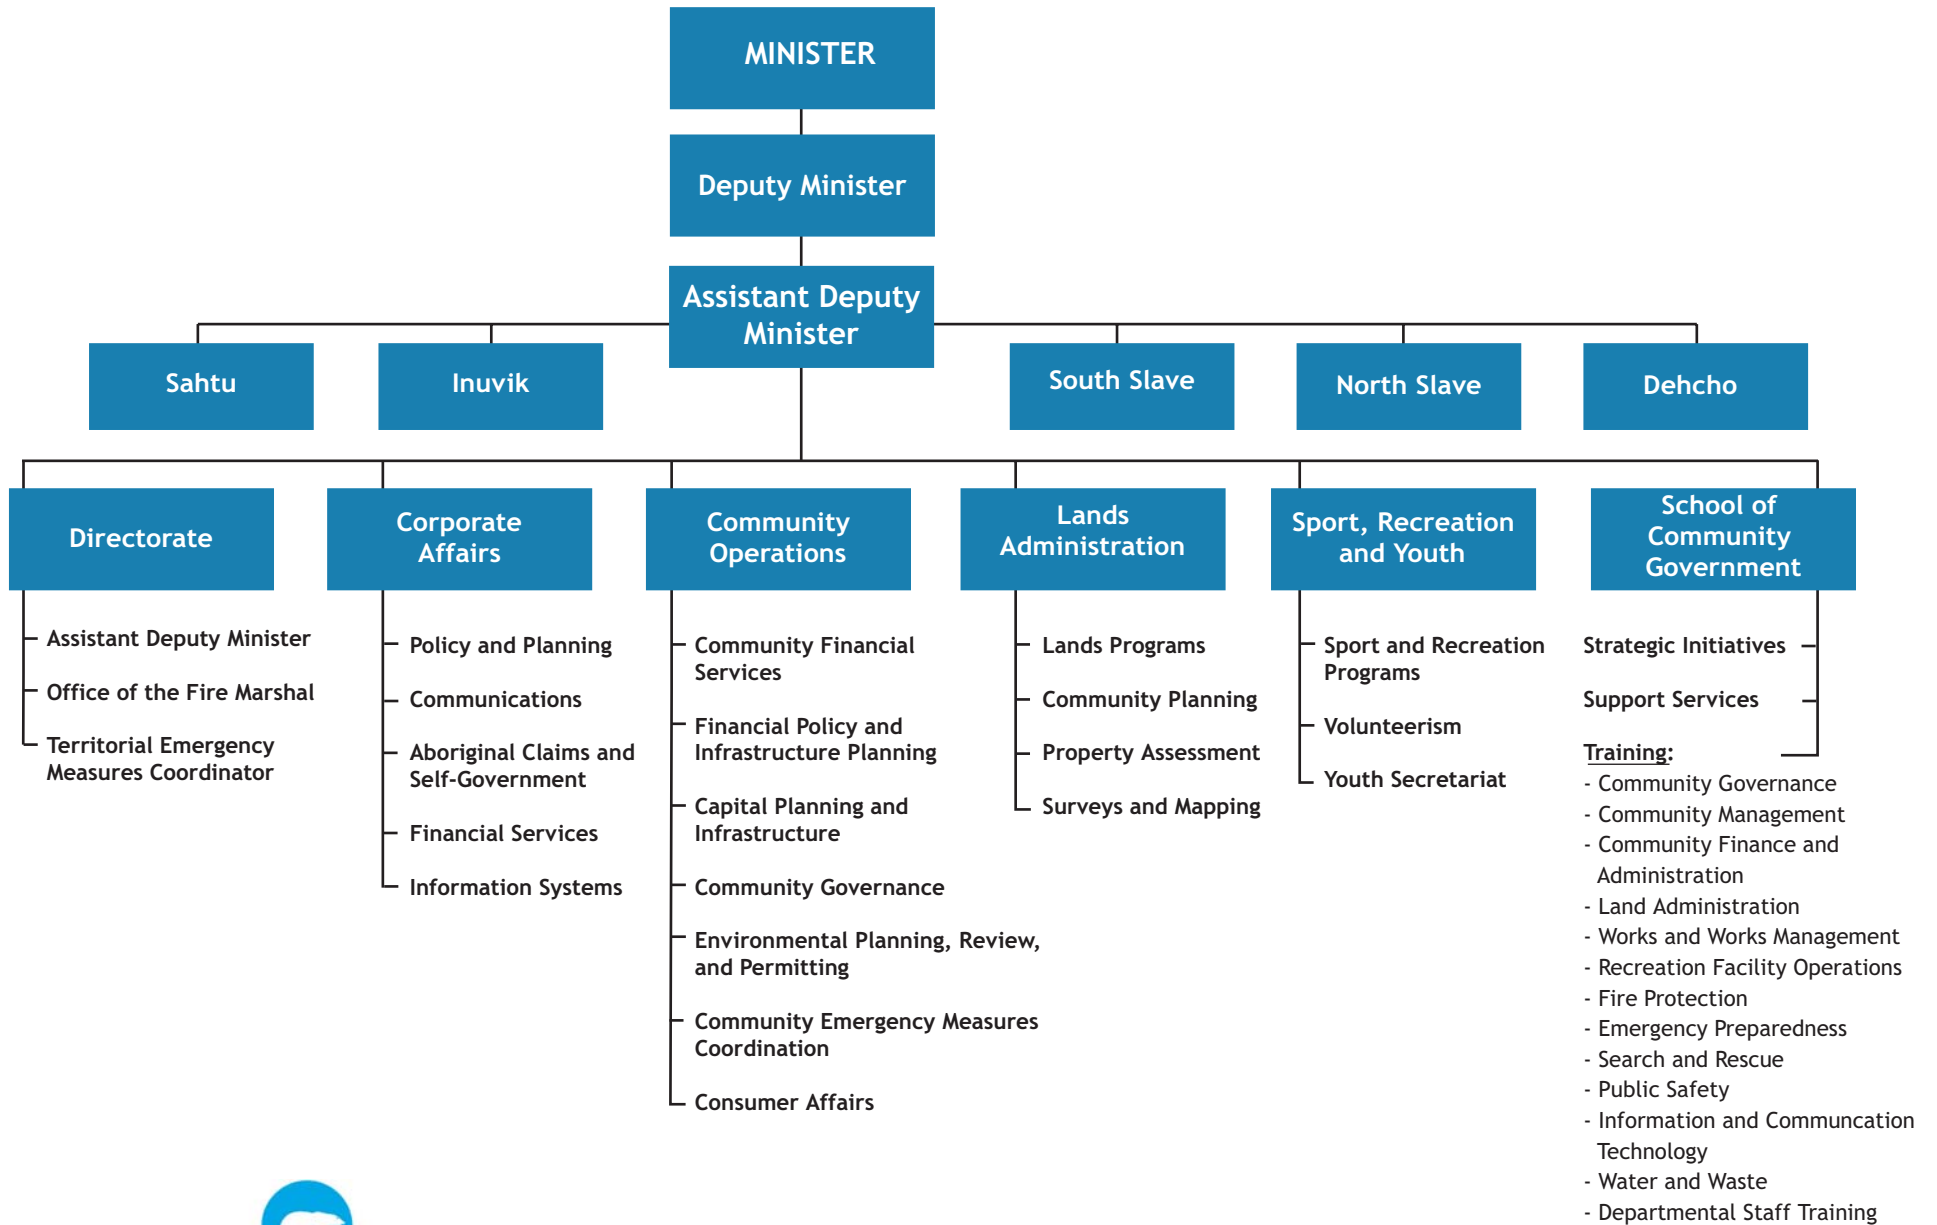 MINISTER
Deputy Minister
Assistant Deputy
Minister
Sahtu
Inuvik
South Slave
North Slave
Dehcho
Directorate
Assistant Deputy Minister
Office of the Fire Marshal
Territorial Emergency
Measures Coordinator
Corporate
Affairs
Policy and Planning
Communications
Aboriginal Claims and
Self-Government
Financial Services
Information Systems
Community
Operations
Community Financial
Services
Financial Policy and
Infrastructure Planning
Capital Planning and
Infrastructure
Community Governance
Environmental Planning, Review,
and Permitting
Community Emergency Measures
Coordination
Consumer Affairs
Lands
Administration
Lands Programs
Community Planning
Property Assessment
Surveys and Mapping
Sport, Recreation
and Youth
Sport and Recreation
Programs
Volunteerism
Youth Secretariat
School of
Community
Government
Strategic Initiatives
Support Services
Training:
- Community Governance
- Community Management
- Community Finance and
Administration
- Land Administration
- Works and Works Management
- Recreation Facility Operations
- Fire Protection
- Emergency Preparedness
- Search and Rescue
- Public Safety
- Information and Communcation
Technology
- Water and Waste
- Departmental Staff Training